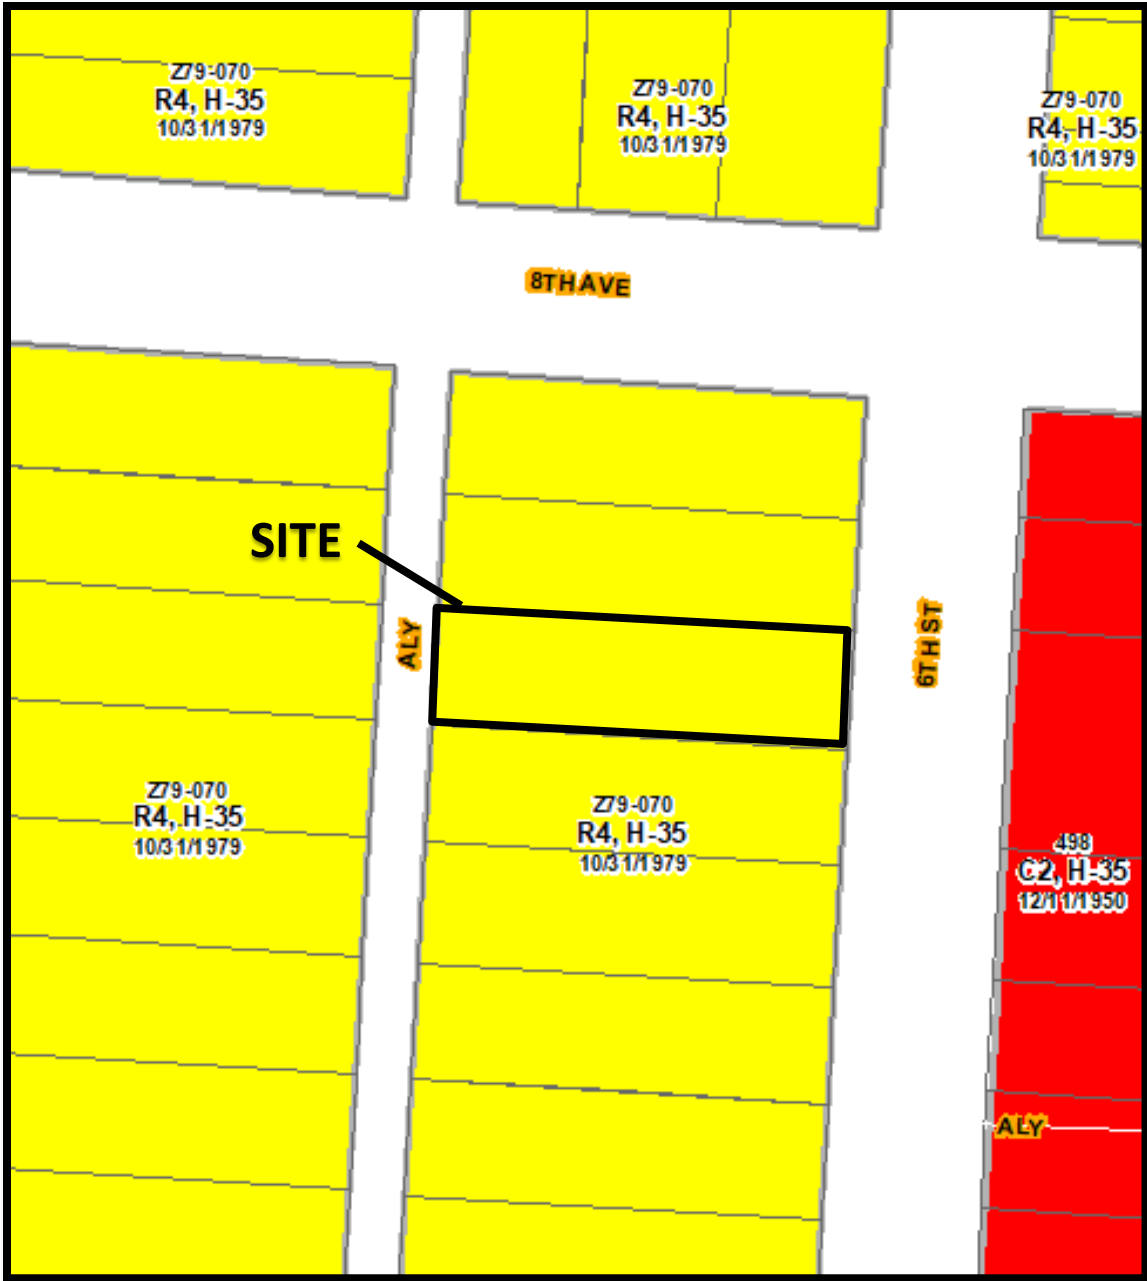 Z79-070
R4, H-35
10/31/1979
Z79-070
R4, H-35
10/31/1979
Z79-070
R4, H-35
10/31/1979
8TH AVE
SITE
ALY
6TH ST
Z79-070
R4, H-35
10/31/1979
Z79-070
R4, H-35
10/31/1979
498
C2, H-35
12/11/1950
ALY